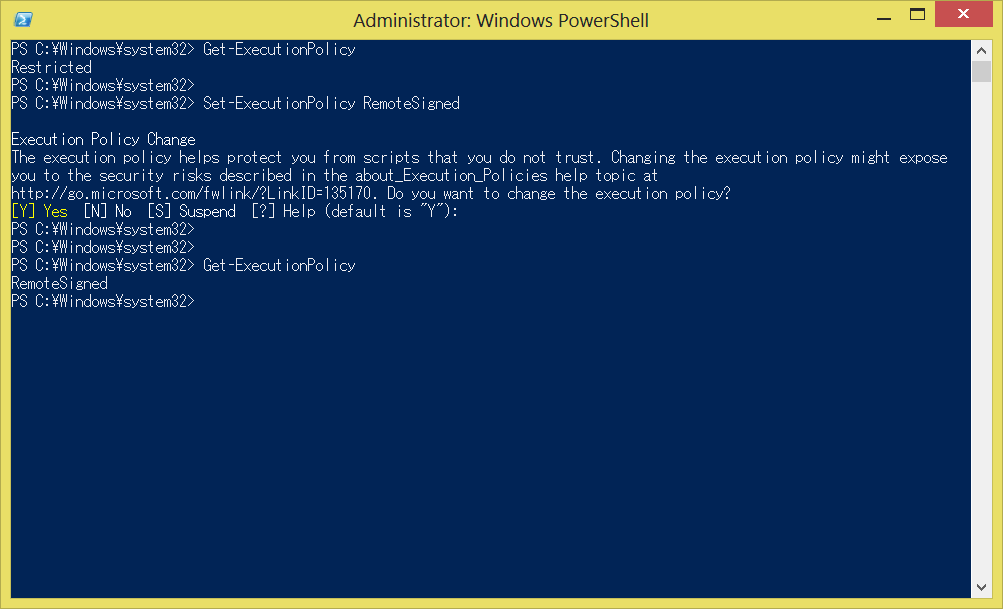 Administrator: Windows PowerShell
PS C:¥Windows¥system32> Get-ExecutionPolicy
Restricted
PS C:¥Windows¥system32>
PS C:¥Windows¥system32> Set-ExecutionPolicy RemoteSigned
Execution Policy Change
The execution policy helps protect you from scripts that you do not trust. Changing the execution policy might expose
you to the security risks described in the about_Execution_Policies help topic at
http://go.microsoft.com/fwlink/?LinkID=135170. Do you want to change the execution policy?
[Y] Yes  [N] No  [S] Suspend  [?] Help (default is "Y"):
PS C:¥Windows¥system32>
PS C:¥Windows¥system32>
PS C:¥Windows¥system32> Get-ExecutionPolicy
RemoteSigned
PS C:¥Windows¥system32>